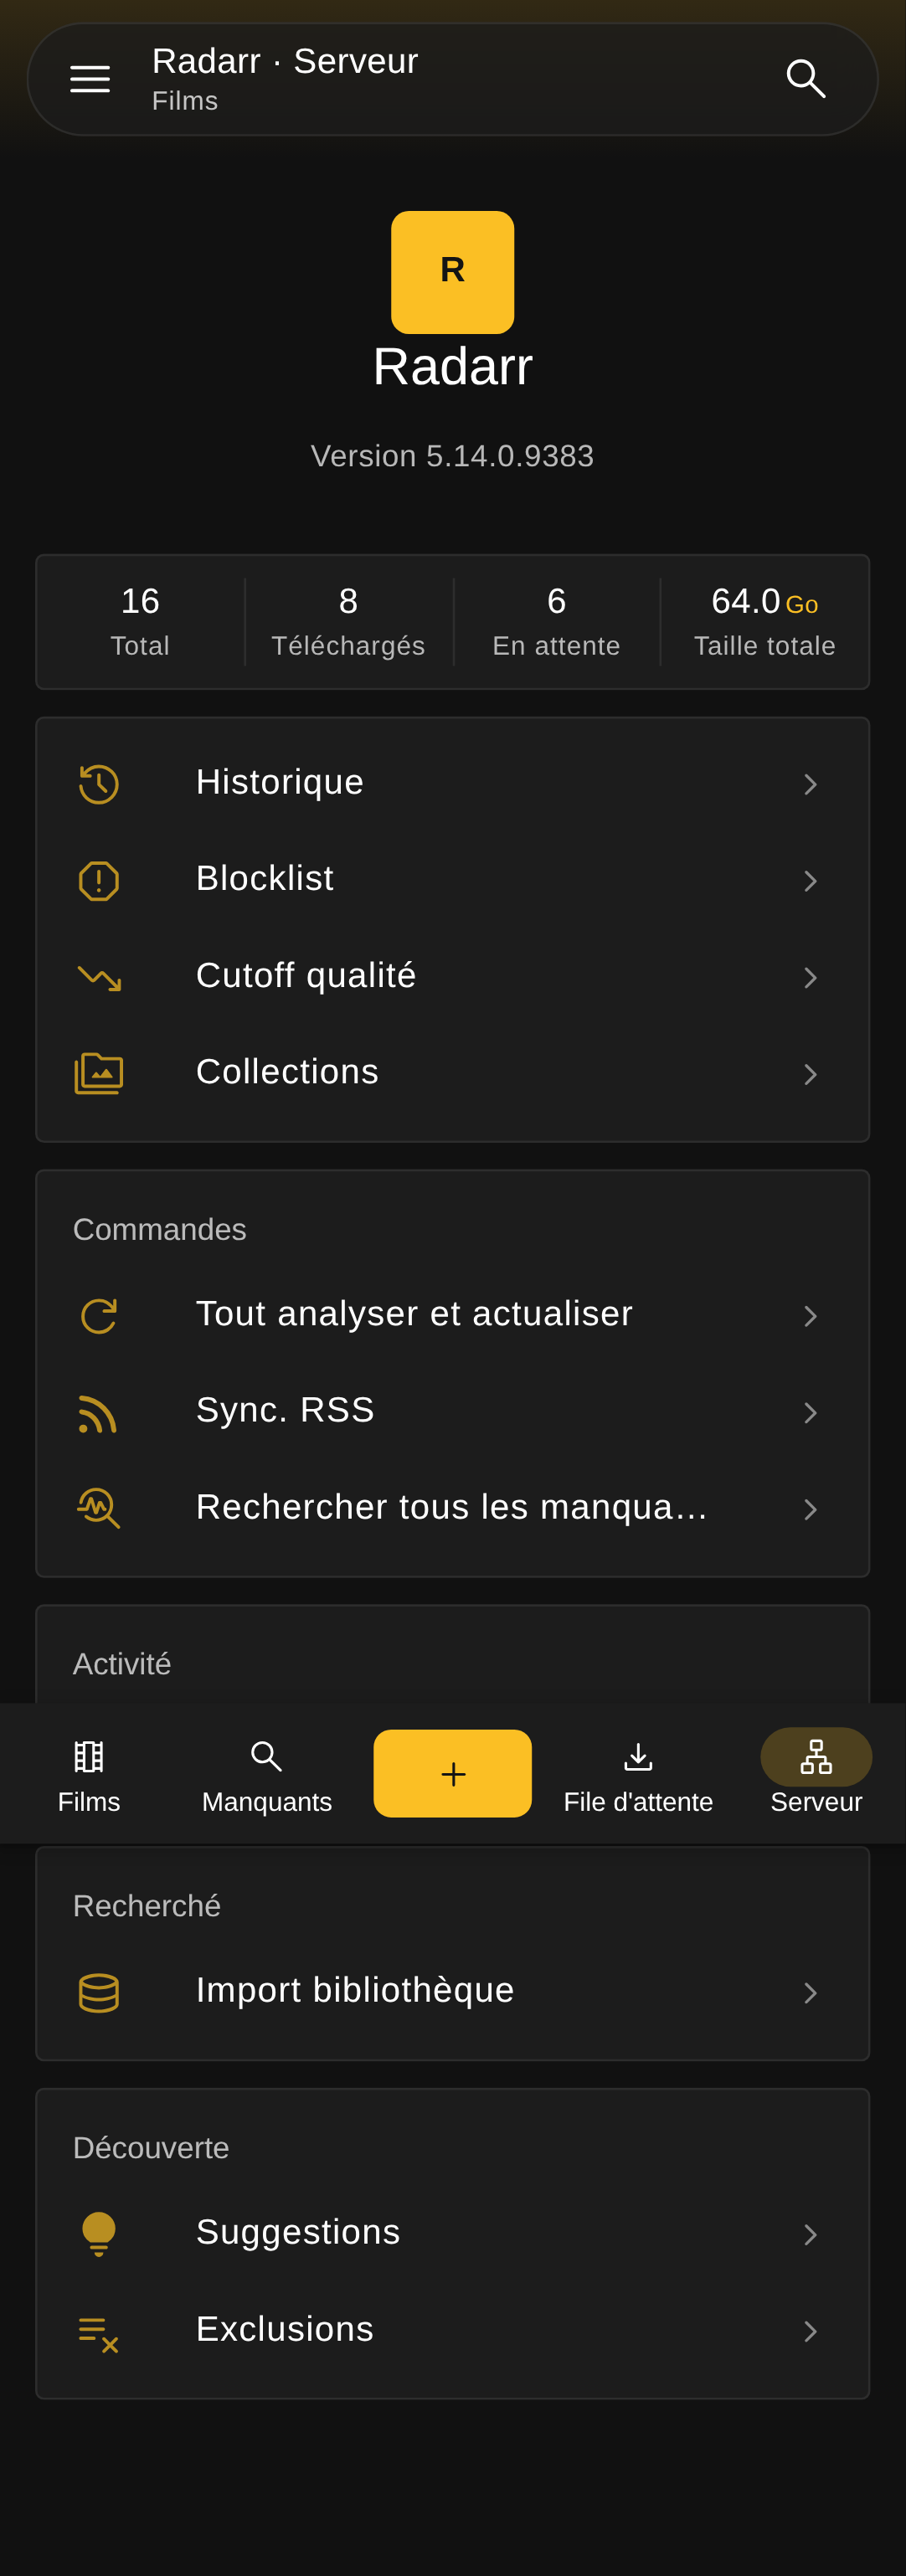 Radarr · Serveur
Films
R
Radarr
Version 5.14.0.9383
16
Total
8
Téléchargés
6
En attente
64.0 Go
Taille totale
Historique
Blocklist
Cutoff qualité
Collections
Commandes
Tout analyser et actualiser
Sync. RSS
Rechercher tous les manqua...
Activité
Films
Manquants
File d'attente
Serveur
Recherché
Import bibliothèque
Découverte
Suggestions
Exclusions